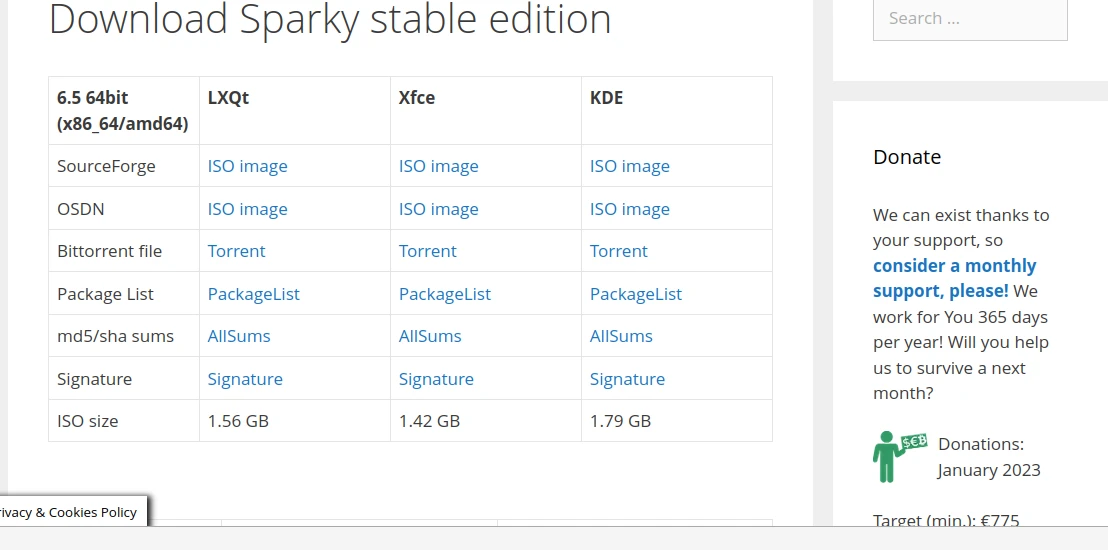 Download Sparky stable edition
6.5 64bit (x86_64/amd64) LXQt Xfce KDE
SourceForge ISO image ISO image ISO image
OSDN ISO image ISO image ISO image
Bittorrent file Torrent Torrent Torrent
Package List PackageList PackageList PackageList
md5/sha sums AllSums AllSums AllSums
Signature Signature Signature Signature
ISO size 1.56 GB 1.42 GB 1.79 GB
ivacy & Cookies Policy
Search ...
Donate
We can exist thanks to
your support, so
consider a monthly
support, please! We
work for You 365 days
per year! Will you help
us to survive a next
month?
$€B
Donations:
January 2023
Target (min.): €775